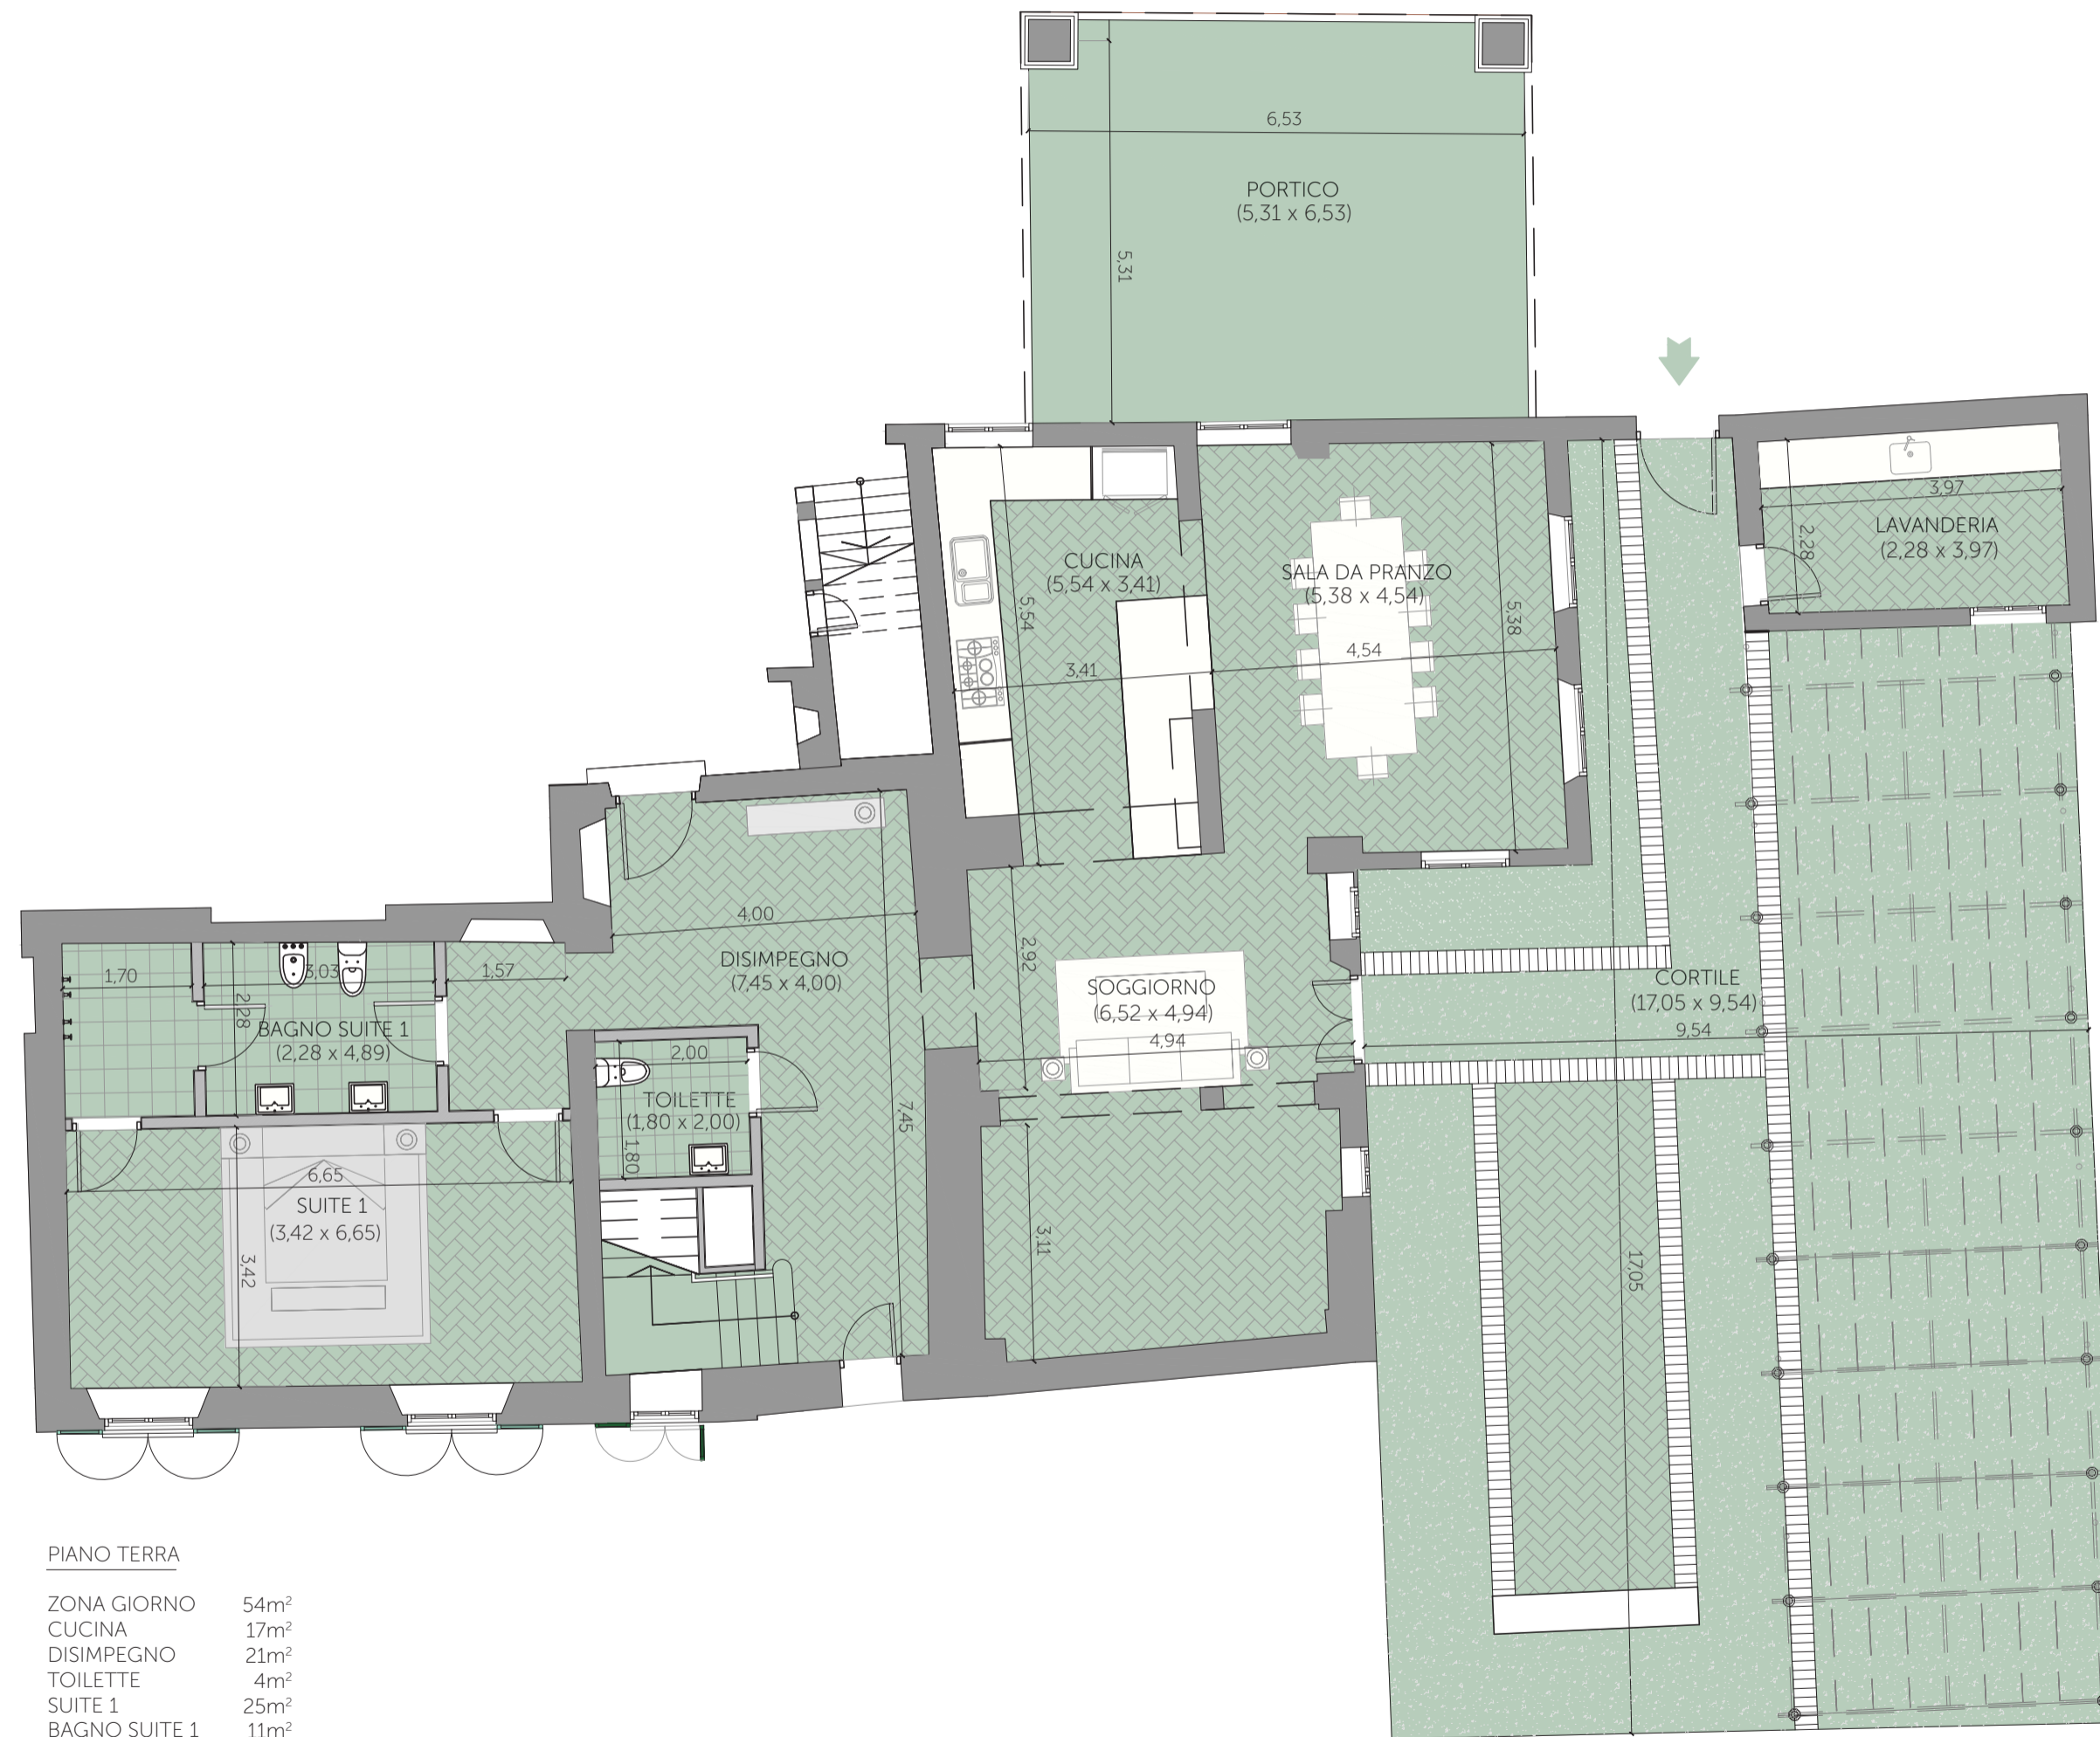 6,53
PORTICO
(5,31 x 6,53)
5,31
3,97
LAVANDERIA
(2,28 x 3,97)
2,28
CUCINA
(5,54 x 3,41)
5,54
3,41
SALA DA PRANZO
(5,38 x 4,54)
5,38
4,54
4,00
DISIMPEGNO
(7,45 x 4,00)
7,45
2,92
SOGGIORNO
(6,52 x 4,94)
4,94
3,11
CORTILE
(17,05 x 9,54)
9,54
17,05
1,70
3,03
1,57
2,28
BAGNO SUITE 1
(2,28 x 4,89)
2,00
TOILETTE
(1,80 x 2,00)
1,80
6,65
SUITE 1
(3,42 x 6,65)
3,42
PIANO TERRA
ZONA GIORNO 54m²
CUCINA 17m²
DISIMPEGNO 21m²
TOILETTE 4m²
SUITE 1 25m²
BAGNO SUITE 1 11m²